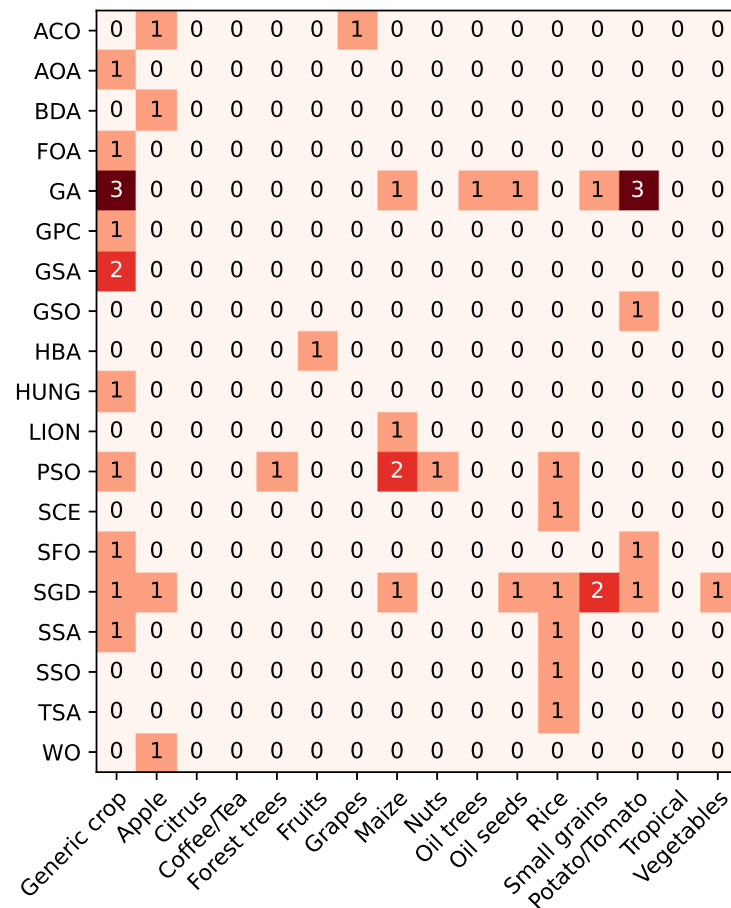 ACO 0 1 0 0 0 0 1 0 0 0 0 0 0 0 0 0
AOA 1 0 0 0 0 0 0 0 0 0 0 0 0 0 0 0
BDA 0 1 0 0 0 0 0 0 0 0 0 0 0 0 0 0
FOA 1 0 0 0 0 0 0 0 0 0 0 0 0 0 0 0
GA 3 0 0 0 0 0 0 1 0 1 1 0 1 3 0 0
GPC 1 0 0 0 0 0 0 0 0 0 0 0 0 0 0 0
GSA 2 0 0 0 0 0 0 0 0 0 0 0 0 0 0 0
GSO 0 0 0 0 0 0 0 0 0 0 0 0 0 1 0 0
HBA 0 0 0 0 0 1 0 0 0 0 0 0 0 0 0 0
HUNG 1 0 0 0 0 0 0 0 0 0 0 0 0 0 0 0
LION 0 0 0 0 0 0 0 1 0 0 0 0 0 0 0 0
PSO 1 0 0 0 1 0 0 2 1 0 0 1 0 0 0 0
SCE 0 0 0 0 0 0 0 0 0 0 0 1 0 0 0 0
SFO 1 0 0 0 0 0 0 0 0 0 0 0 0 1 0 0
SGD 1 1 0 0 0 0 0 1 0 0 1 1 2 1 0 1
SSA 1 0 0 0 0 0 0 0 0 0 0 1 0 0 0 0
SSO 0 0 0 0 0 0 0 0 0 0 0 1 0 0 0 0
TSA 0 0 0 0 0 0 0 0 0 0 0 1 0 0 0 0
WO 0 1 0 0 0 0 0 0 0 0 0 0 0 0 0 0
Generic crop
Apple
Citrus
Coffee/Tea
Forest trees
Fruits
Grapes
Maize
Nuts
Oil trees
Oil seeds
Rice
Small grains
Potato/Tomato
Tropical
Vegetables